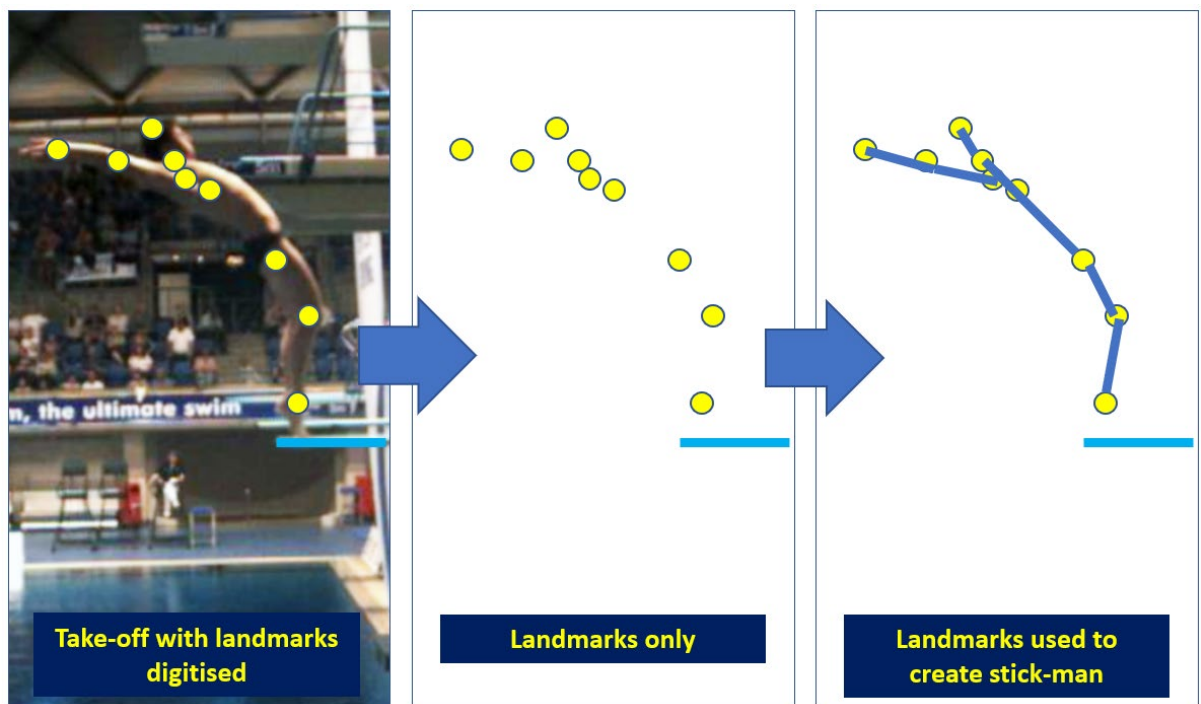 m, the ultimate swim
Take-off with landmarks
digitised
Landmarks only
Landmarks used to
create stick-man